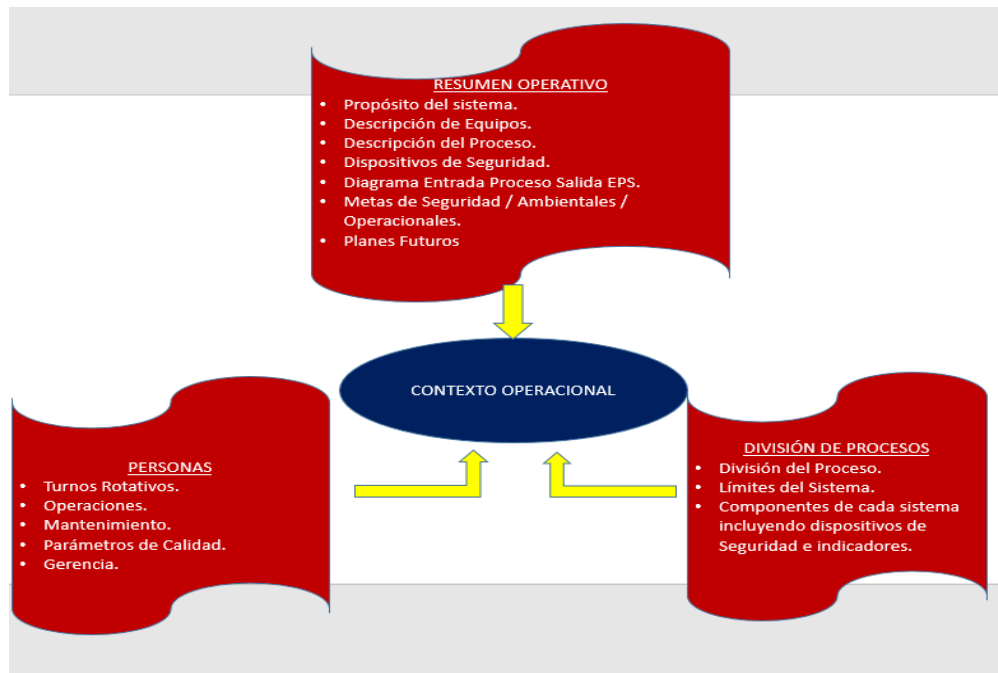 RESUMEN OPERATIVO
• Propósito del sistema.
• Descripción de Equipos.
• Descripción del Proceso.
• Dispositivos de Seguridad.
• Diagrama Entrada Proceso Salida EPS.
• Metas de Seguridad / Ambientales /
Operacionales.
• Planes Futuros
CONTEXTO OPERACIONAL
PERSONAS
• Turnos Rotativos.
• Operaciones.
• Mantenimiento.
• Parámetros de Calidad.
• Gerencia.
DIVISIÓN DE PROCESOS
• División del Proceso.
• Límites del Sistema.
• Componentes de cada sistema
incluyendo dispositivos de
Seguridad e indicadores.